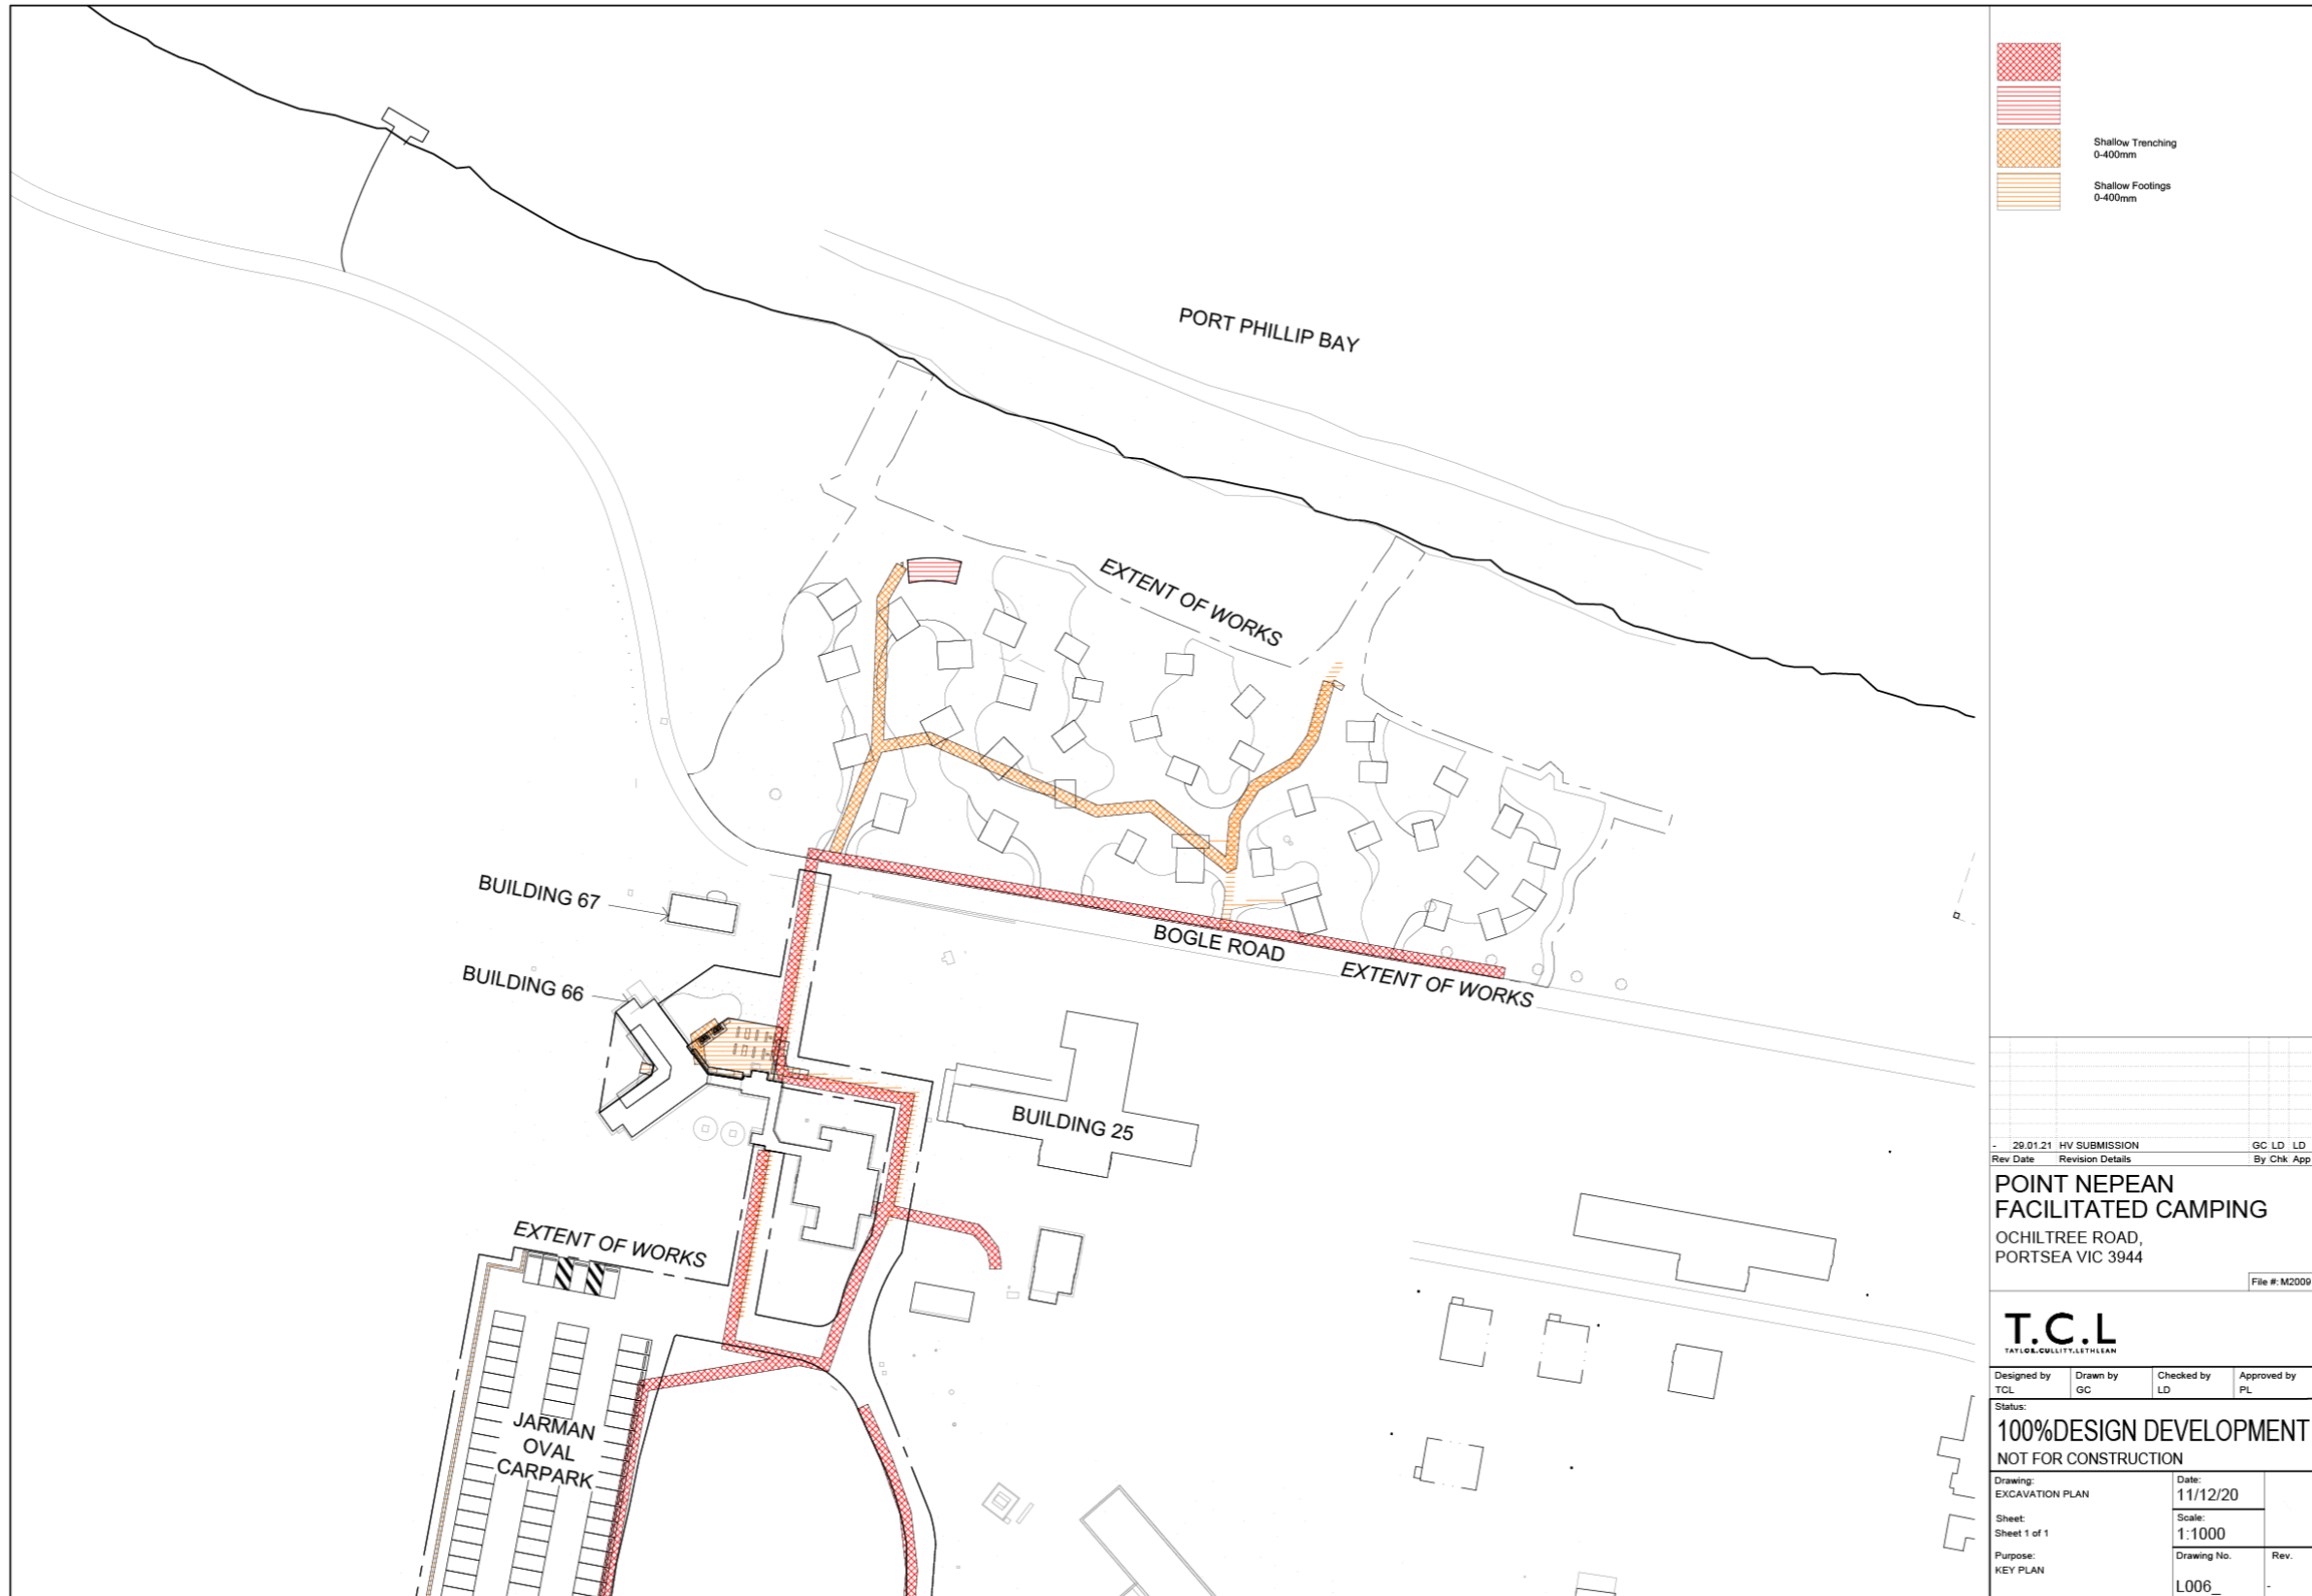 Shallow Trenching
0-400mm
Shallow Footings
0-400mm
PORT PHILLIP BAY
EXTENT OF WORKS
BUILDING 67
BOGLE ROAD
EXTENT OF WORKS
BUILDING 66
BUILDING 25
EXTENT OF WORKS
JARMAN
OVAL
CARPARK
- 29.01.21 HV SUBMISSION GC LD LD
Rev Date Revision Details By Chk App
POINT NEPEAN
FACILITATED CAMPING
OCHILTREE ROAD,
PORTSEA VIC 3944
File #: M2009
T.C.L
TAYLOR.CULLITY.LETHLEAN
Designed by Drawn by Checked by Approved by
TCL GC LD PL
Status:
100%DESIGN DEVELOPMENT
NOT FOR CONSTRUCTION
Drawing: Date:
EXCAVATION PLAN 11/12/20
Sheet: Scale:
Sheet 1 of 1 1:1000
Purpose: Drawing No. Rev.
KEY PLAN
L006_ -